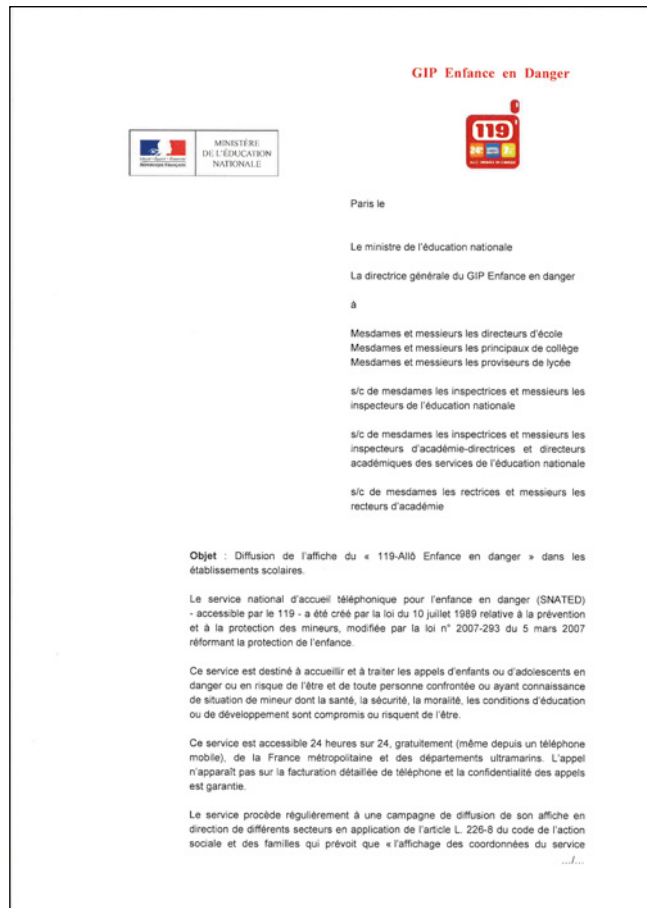 GIP Enfance en Danger
119
MINISTÈRE
DE L'ÉDUCATION
NATIONALE
Liberté • Égalité • Fraternité
RÉPUBLIQUE FRANÇAISE
Paris le
Le ministre de l'éducation nationale
La directrice générale du GIP Enfance en danger
à
Mesdames et messieurs les directeurs d'école
Mesdames et messieurs les principaux de collège
Mesdames et messieurs les proviseurs de lycée
s/c de mesdames les inspectrices et messieurs les
inspecteurs de l'éducation nationale
s/c de mesdames les inspectrices et messieurs les
inspecteurs d'académie-directrices et directeurs
académiques des services de l'éducation nationale
s/c de mesdames les rectrices et messieurs les
recteurs d'académie
Objet : Diffusion de l'affiche du « 119-Allô Enfance en danger » dans les
établissements scolaires.
Le service national d'accueil téléphonique pour l'enfance en danger (SNATED)
- accessible par le 119 - a été créé par la loi du 10 juillet 1989 relative à la prévention
et à la protection des mineurs, modifiée par la loi n° 2007-293 du 5 mars 2007
réformant la protection de l'enfance.
Ce service est destiné à accueillir et à traiter les appels d'enfants ou d'adolescents en
danger ou en risque de l'être et de toute personne confrontée ou ayant connaissance
de situation de mineur dont la santé, la sécurité, la moralité, les conditions d'éducation
ou de développement sont compromis ou risquent de l'être.
Ce service est accessible 24 heures sur 24, gratuitement (même depuis un téléphone
mobile), de la France métropolitaine et des départements ultramarins. L'appel
n'apparaît pas sur la facturation détaillée de téléphone et la confidentialité des appels
est garantie.
Le service procède régulièrement à une campagne de diffusion de son affiche en
direction de différents secteurs en application de l'article L. 226-8 du code de l'action
sociale et des familles qui prévoit que « l'affichage des coordonnées du service
.../...